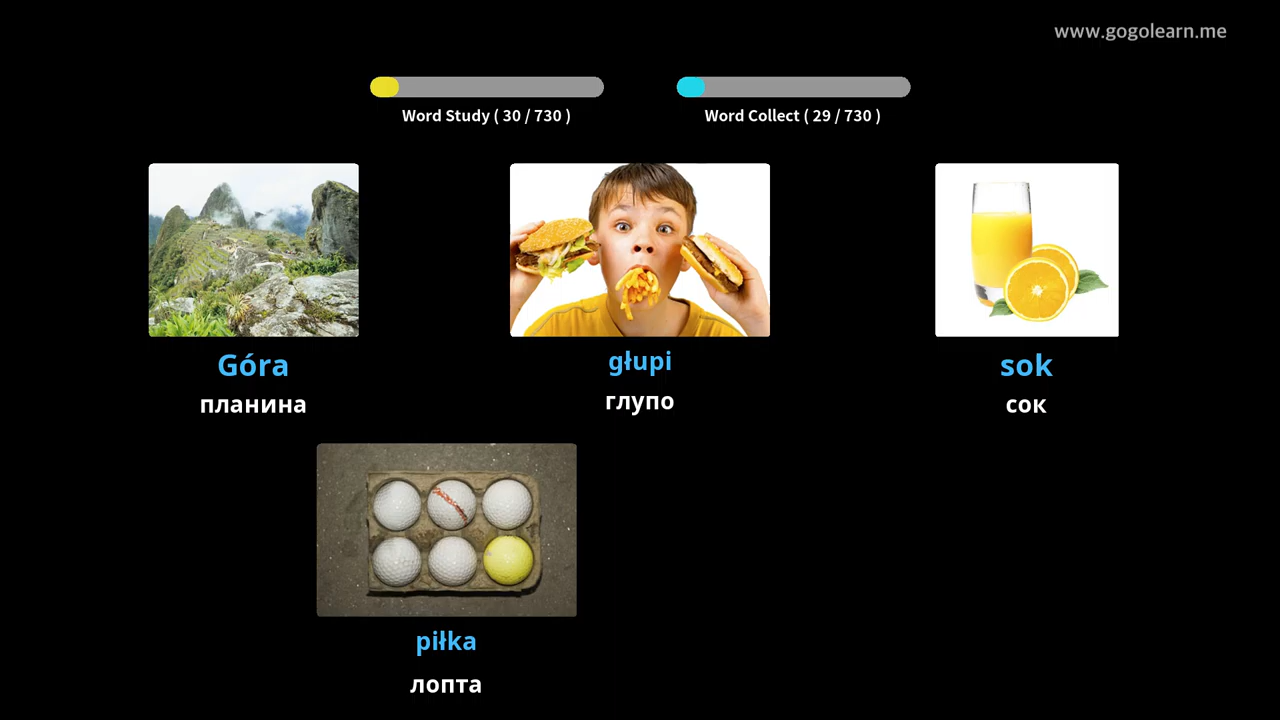 www.gogolearn.me
Word Study ( 30 / 730 )
Word Collect ( 29 / 730 )
Góra
планина
głupi
глупо
sok
сок
piłka
лопта